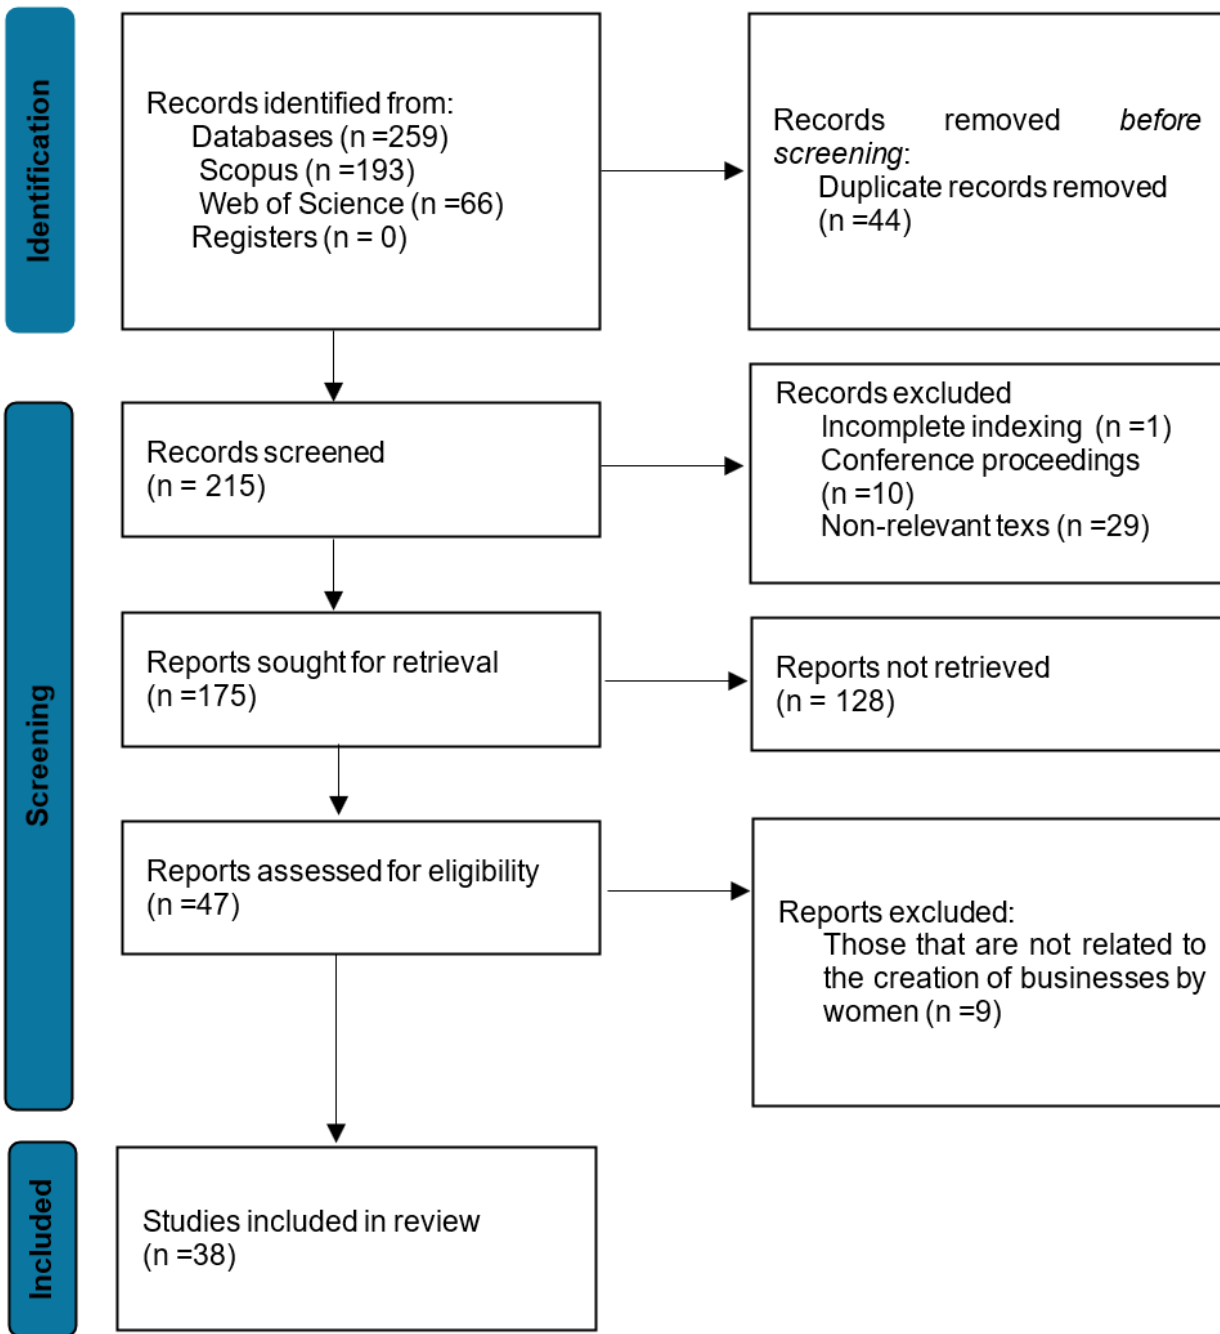 Identification
Records identified from:
Databases (n =259)
Scopus (n =193)
Web of Science (n =66)
Registers (n = 0)
Records removed before
screening:
Duplicate records removed
(n =44)
Screening
Records screened
(n = 215)
Records excluded
Incomplete indexing (n =1)
Conference proceedings
(n =10)
Non-relevant texs (n =29)
Reports sought for retrieval
(n =175)
Reports not retrieved
(n = 128)
Reports assessed for eligibility
(n =47)
Reports excluded:
Those that are not related to
the creation of businesses by
women (n =9)
Included
Studies included in review
(n =38)